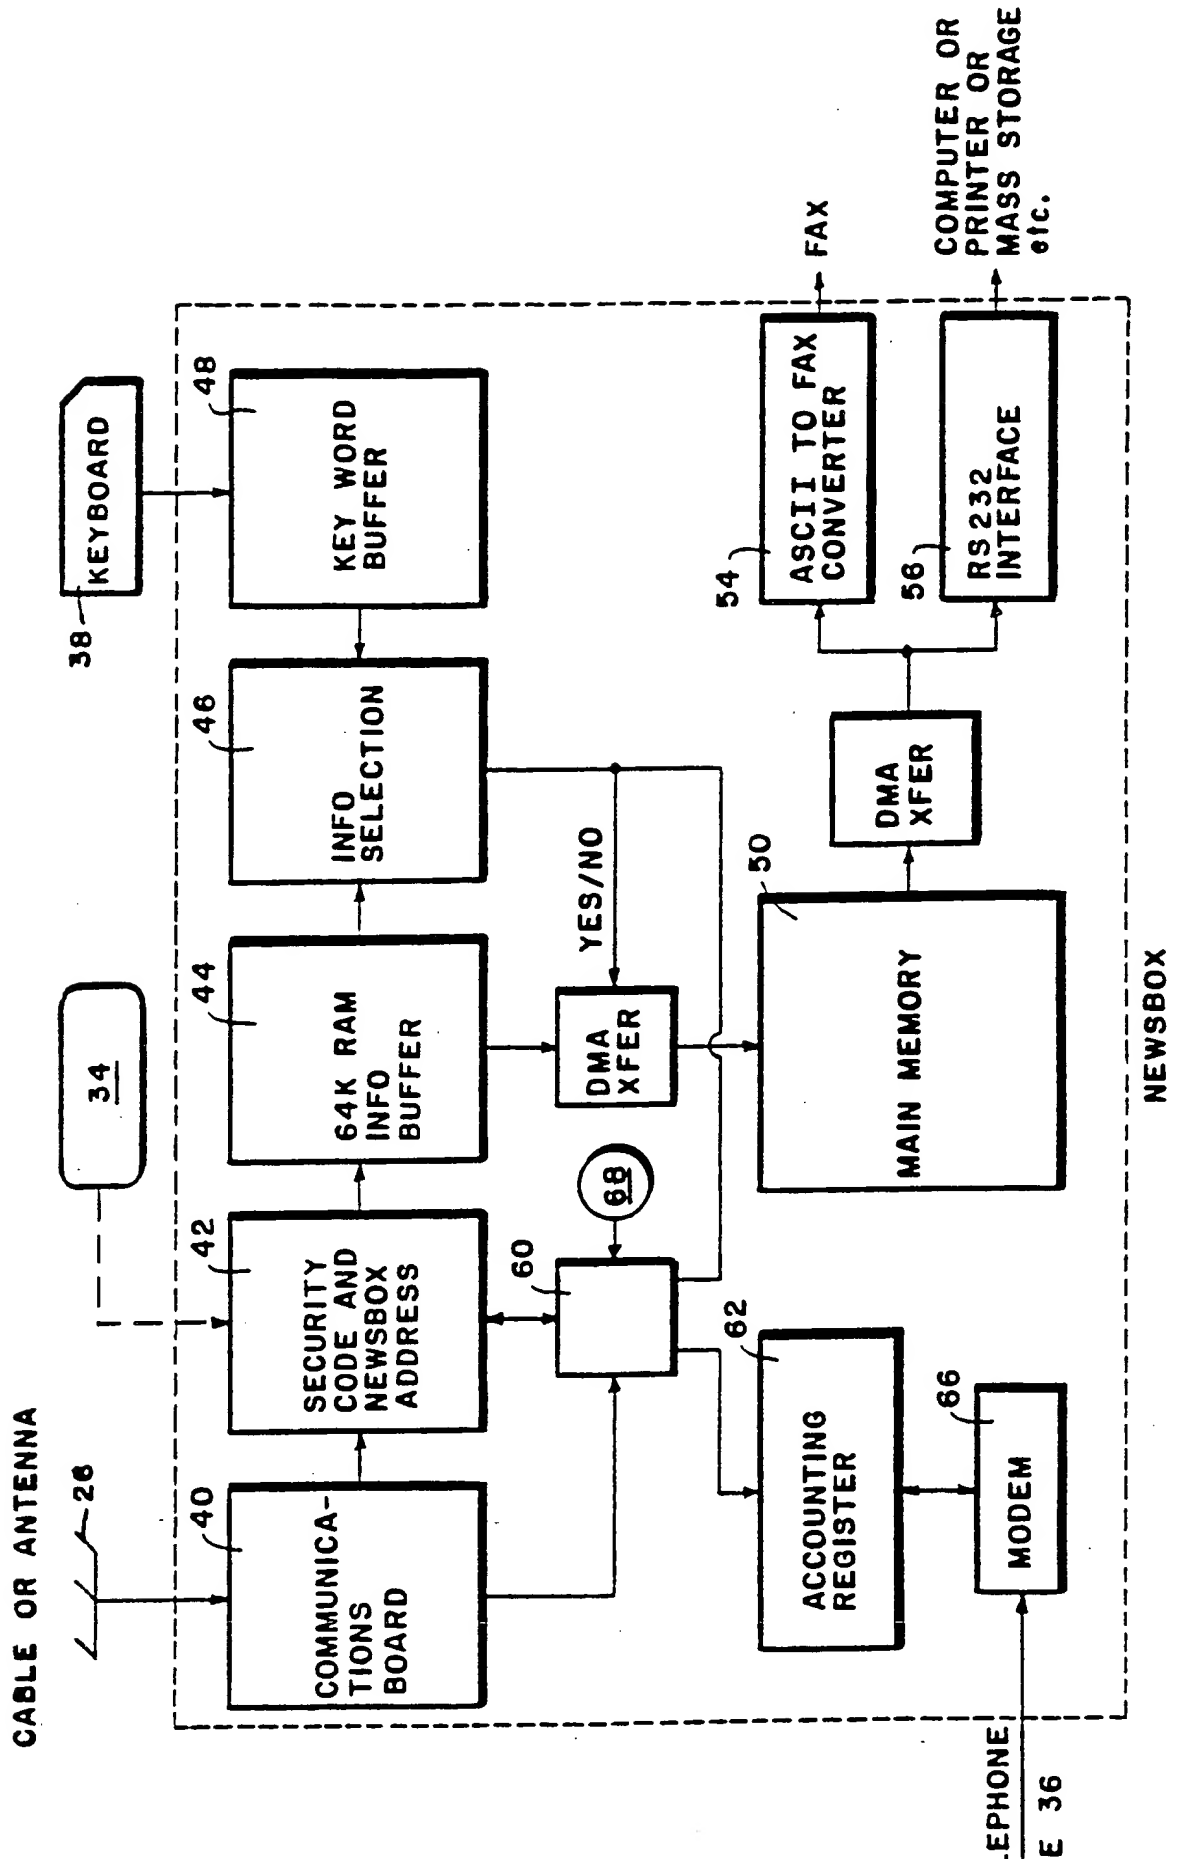 CABLE OR ANTENNA
26
34
38
KEYBOARD
40
COMMUNICA-
TIONS
BOARD
42
SECURITY
CODE AND
NEWSBOX
ADDRESS
44
64K RAM
INFO
BUFFER
46
INFO
SELECTION
48
KEY WORD
BUFFER
60
68
DMA
XFER
YES/NO
62
ACCOUNTING
REGISTER
50
MAIN MEMORY
DMA
XFER
54
ASCII TO FAX
CONVERTER
FAX
56
RS232
INTERFACE
COMPUTER OR
PRINTER OR
MASS STORAGE
etc.
66
MODEM
LEPHONE
E 36
NEWSBOX